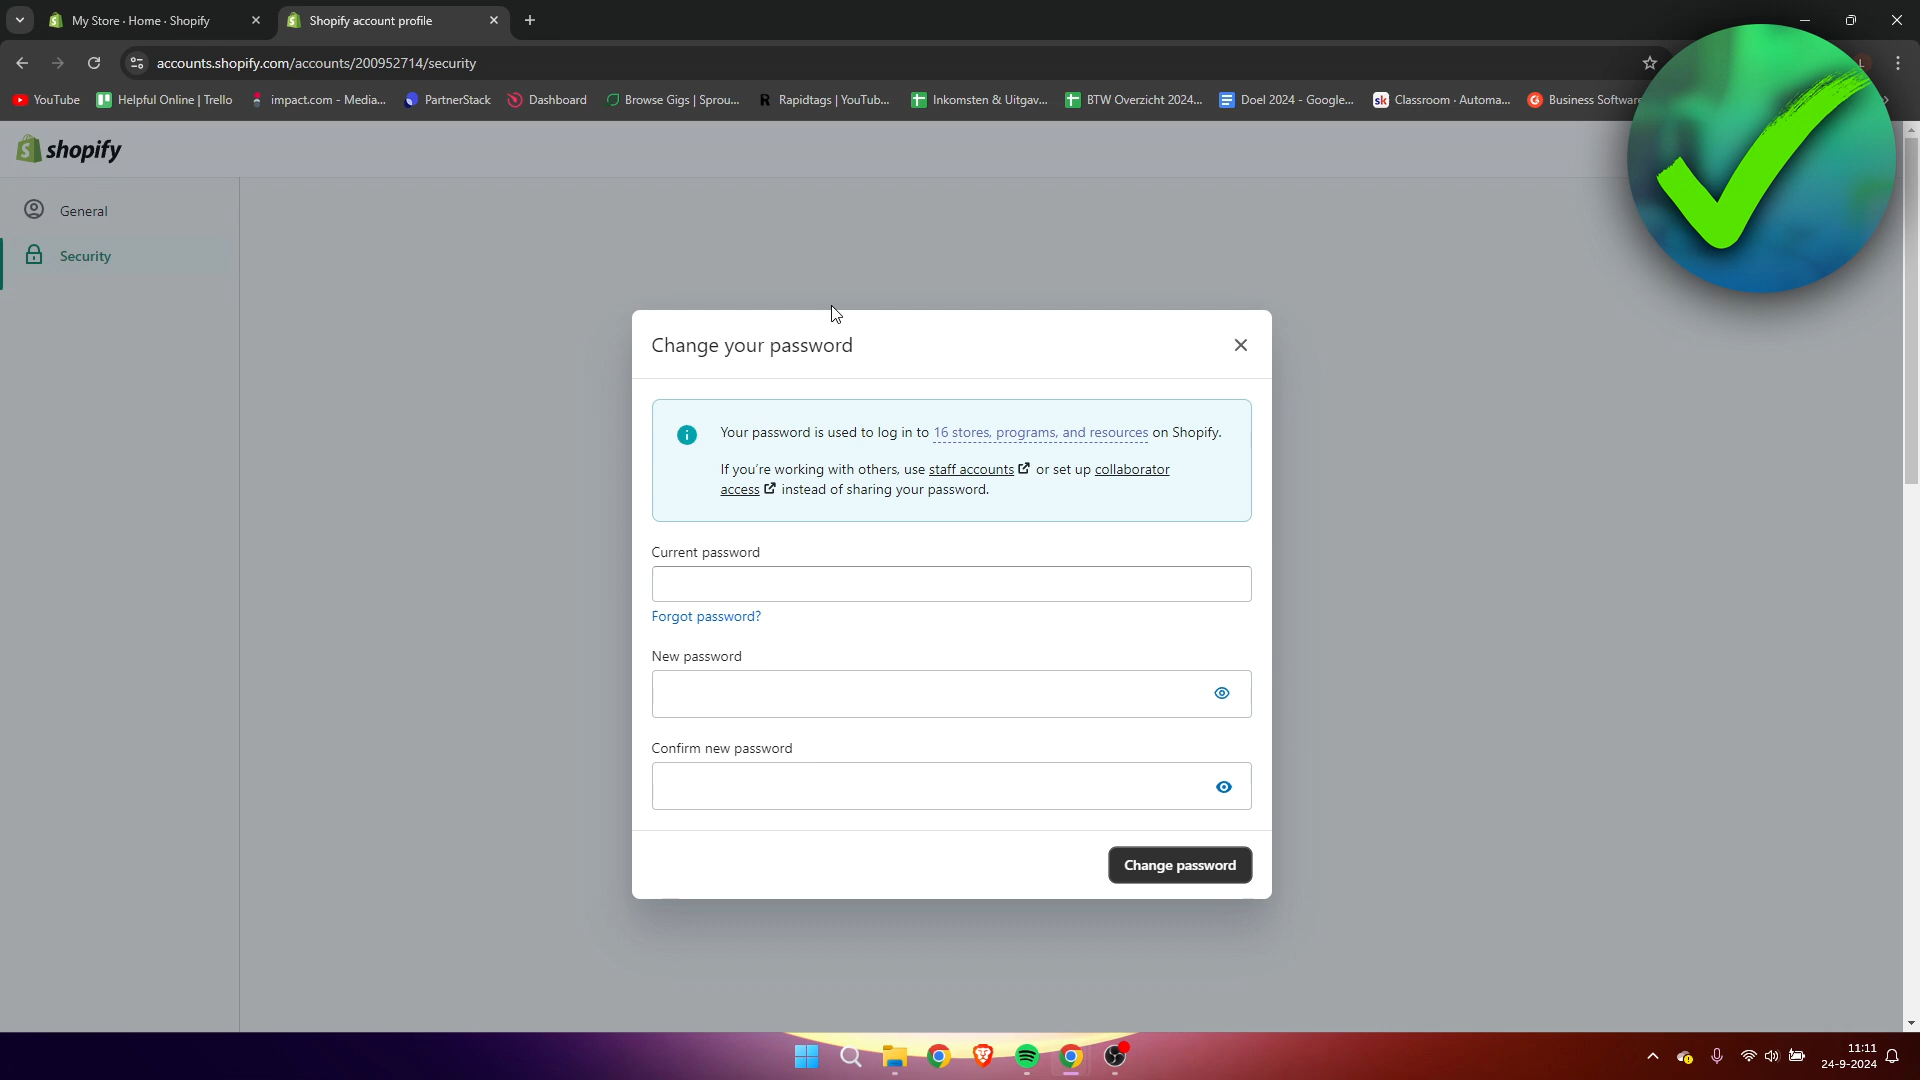 My Store · Home · Shopify
Shopify account profile
accounts.shopify.com/accounts/200952714/security
YouTube
Helpful Online | Trello
impact.com - Media...
PartnerStack
Dashboard
Browse Gigs | Sprou...
Rapidtags | YouTub...
Inkomsten & Uitgav...
BTW Overzicht 2024...
Doel 2024 - Google...
sk Classroom · Automa...
Business Software
shopify
General
Security
Change your password
Your password is used to log in to 16 stores, programs, and resources on Shopify.
If you're working with others, use staff accounts or set up collaborator
access instead of sharing your password.
Current password
Forgot password?
New password
Confirm new password
Change password
11:11
24-9-2024